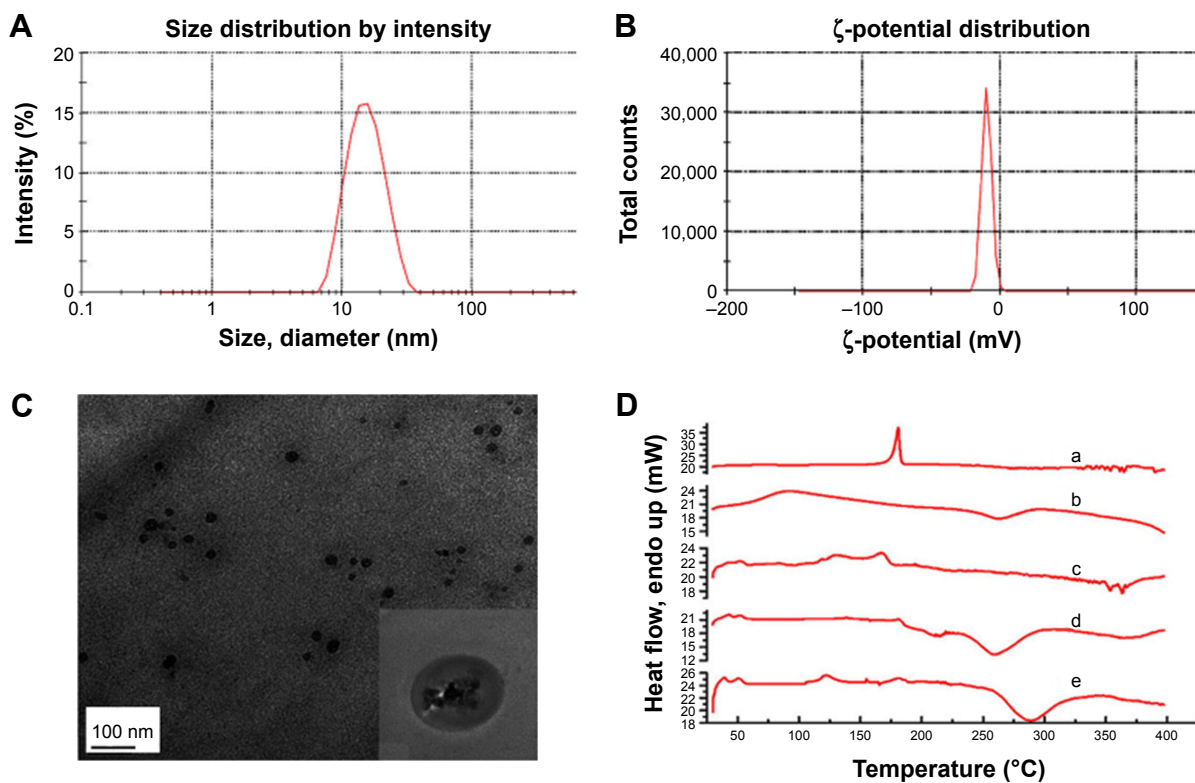 A
Size distribution by intensity
20
15
10
5
0
Intensity (%)
0.1
1
10
100
Size, diameter (nm)
B
ζ-potential distribution
40,000
30,000
20,000
10,000
0
Total counts
–200
–100
0
100
ζ-potential (mV)
C
100 nm
D
Heat flow, endo up (mW)
35
30
25
20
a
24
21
18
15
b
24
22
20
18
c
21
18
15
12
d
26
24
22
20
18
e
50
100
150
200
250
300
350
400
Temperature (°C)